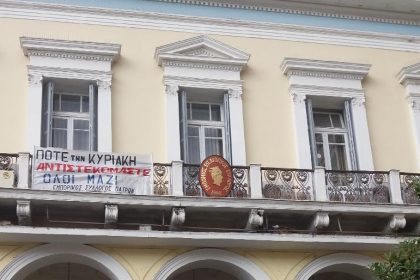 ΠΟΤΕ ΤΗΝ ΚΥΡΙΑΚΗ
ΑΝΤΙΣΤΕΚΟΜΑΣΤΕ
ΟΛΟΙ ΜΑΖΙ
ΕΜΠΟΡΙΚΟΣ ΣΥΛΛΟΓΟΣ ΠΑΤΡΩΝ